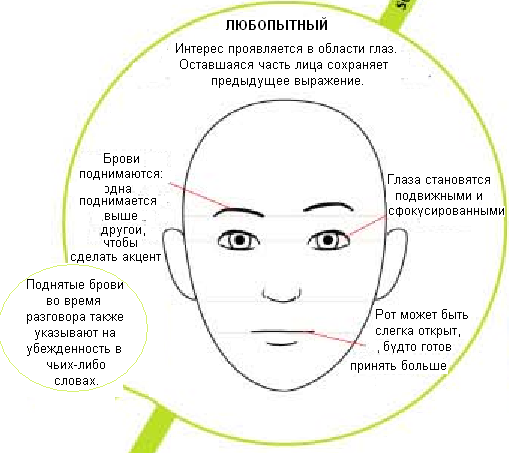 ЛЮБОПЫТНЫЙ
Интерес проявляется в области глаз.
Оставшаяся часть лица сохраняет
предыдущее выражение.
Брови
поднимаются:
одна
поднимается
выше
другой,
чтобы
сделать акцент
Глаза становятся
подвижными и
сфокусированными
Поднятые брови
во время
разговора также
указывают на
убежденность в
чьих-либо
словах.
Рот может быть
слегка открыт,
, будто готов
принять больше